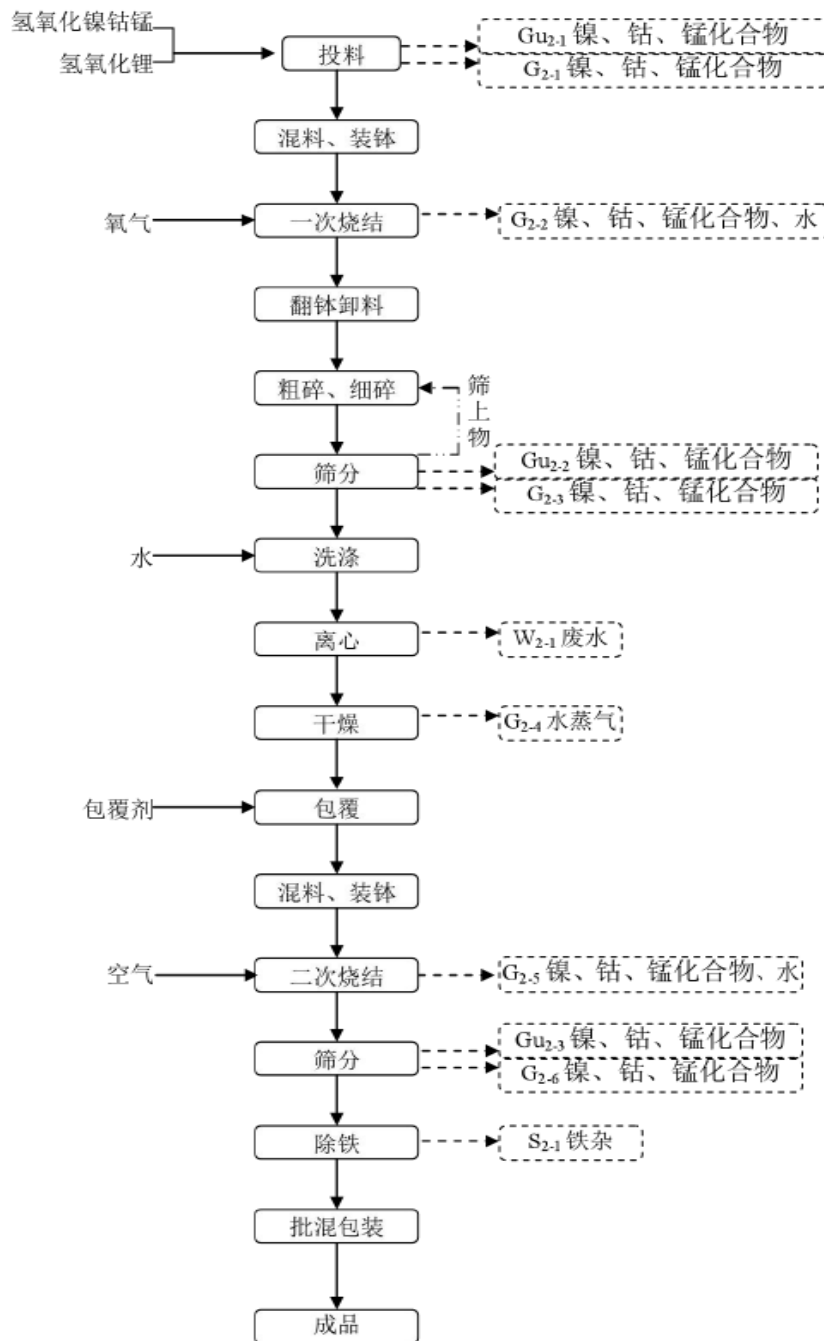 氢氧化镍钴锰
氢氧化锂
投料
Gu2-1 镍、钴、锰化合物
G2-1 镍、钴、锰化合物
混料、装钵
氧气
一次烧结
G2-2 镍、钴、锰化合物、水
翻钵卸料
粗碎、细碎
筛上物
筛分
Gu2-2 镍、钴、锰化合物
G2-3 镍、钴、锰化合物
水
洗涤
离心
W2-1 废水
干燥
G2-4 水蒸气
包覆剂
包覆
混料、装钵
空气
二次烧结
G2-5 镍、钴、锰化合物、水
筛分
Gu2-3 镍、钴、锰化合物
G2-6 镍、钴、锰化合物
除铁
S2-1 铁杂
批混包装
成品